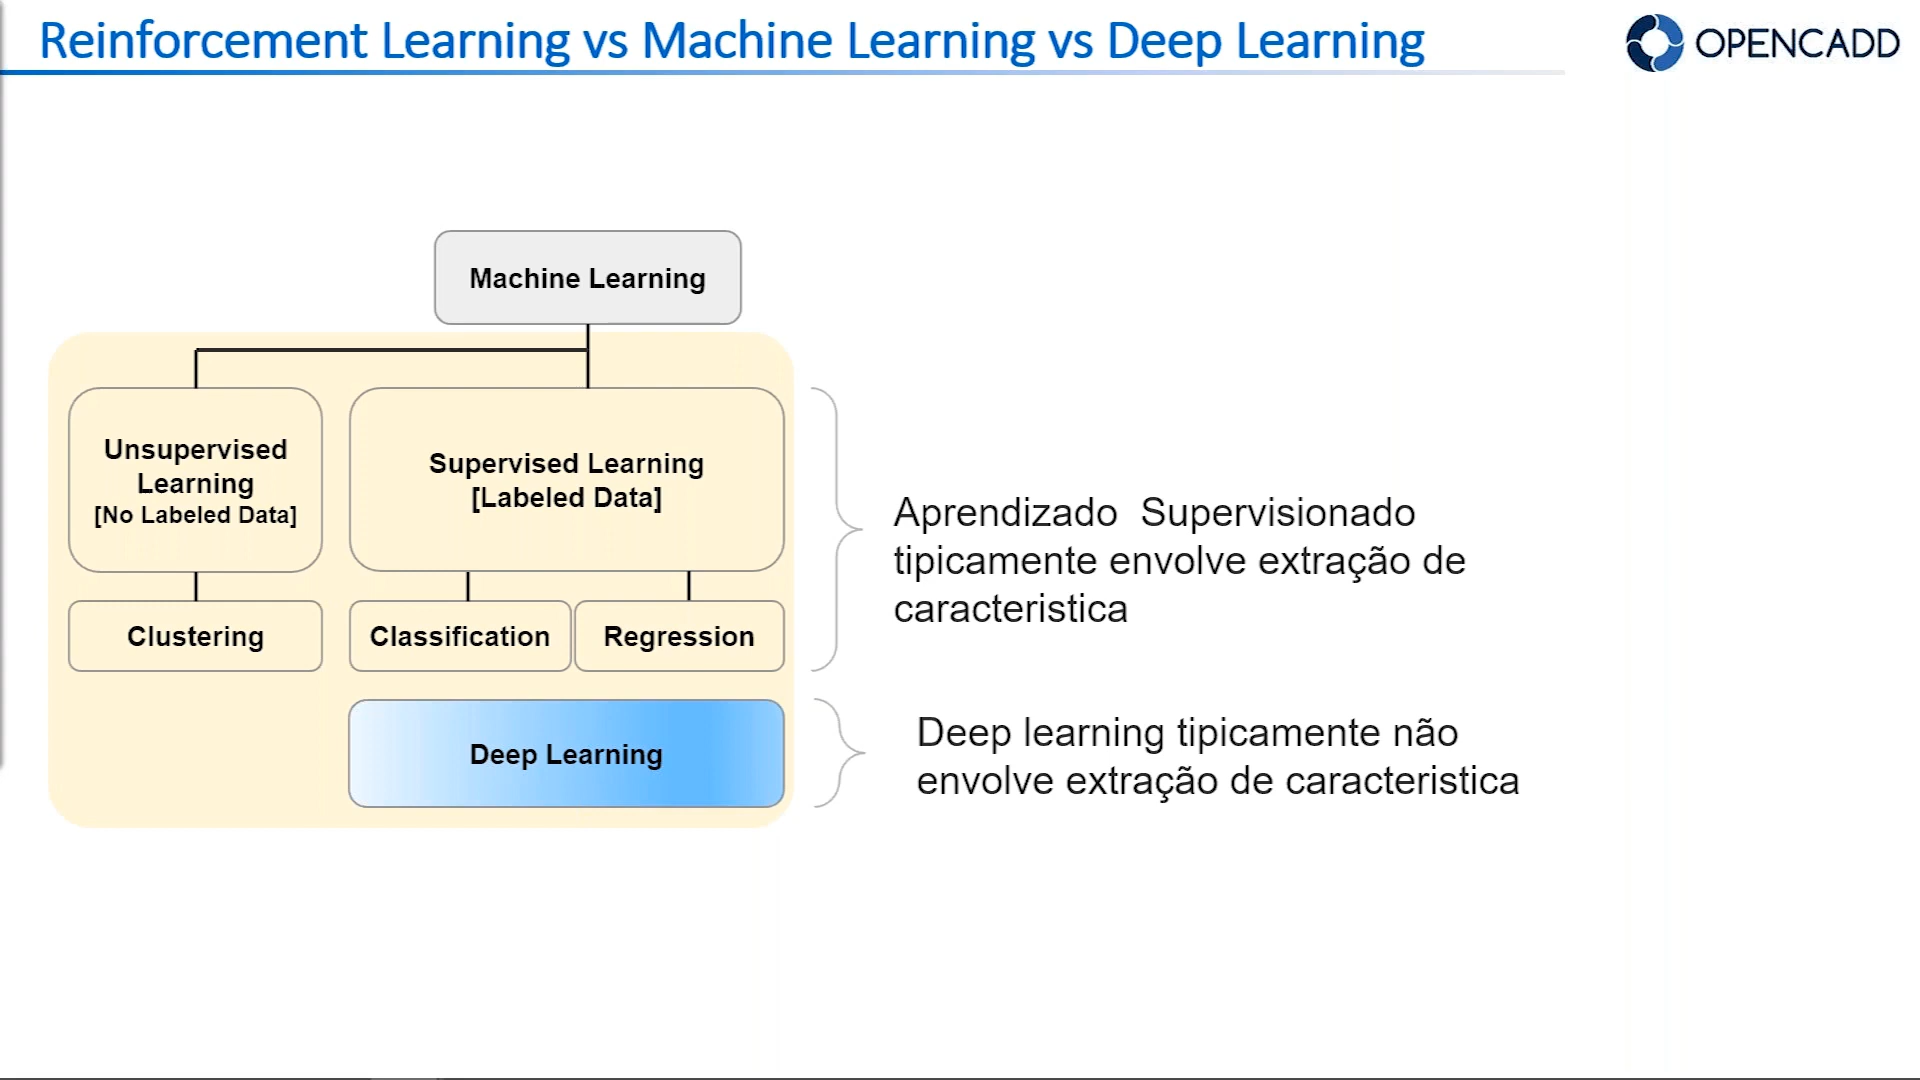 Reinforcement Learning vs Machine Learning vs Deep Learning
OPENCADD
Machine Learning
Unsupervised
Learning
[No Labeled Data]
Supervised Learning
[Labeled Data]
Clustering
Classification
Regression
Deep Learning
Aprendizado  Supervisionado
tipicamente envolve extração de
caracteristica
Deep learning tipicamente não
envolve extração de caracteristica